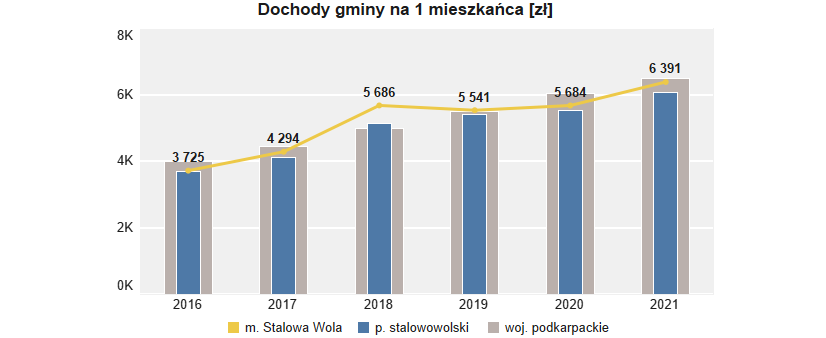 Dochody gminy na 1 mieszkańca [zł]
8K
6 391
5 686
5 541
5 684
6K
4 294
3 725
4K
2K
0K
2016
2017
2018
2019
2020
2021
m. Stalowa Wola
p. stalowowolski
woj. podkarpackie